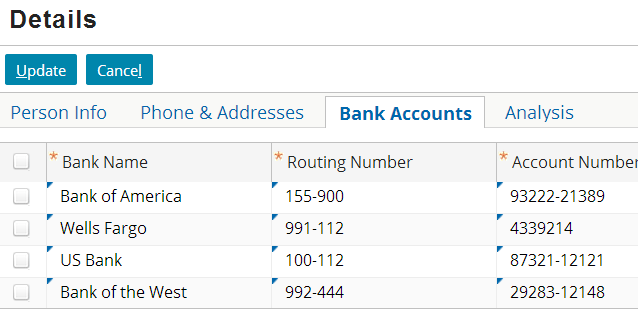 Details
Update Cancel
Person Info Phone & Addresses Bank Accounts Analysis
* Bank Name * Routing Number * Account Number
Bank of America 155-900 93222-21389
Wells Fargo 991-112 4339214
US Bank 100-112 87321-12121
Bank of the West 992-444 29283-12148